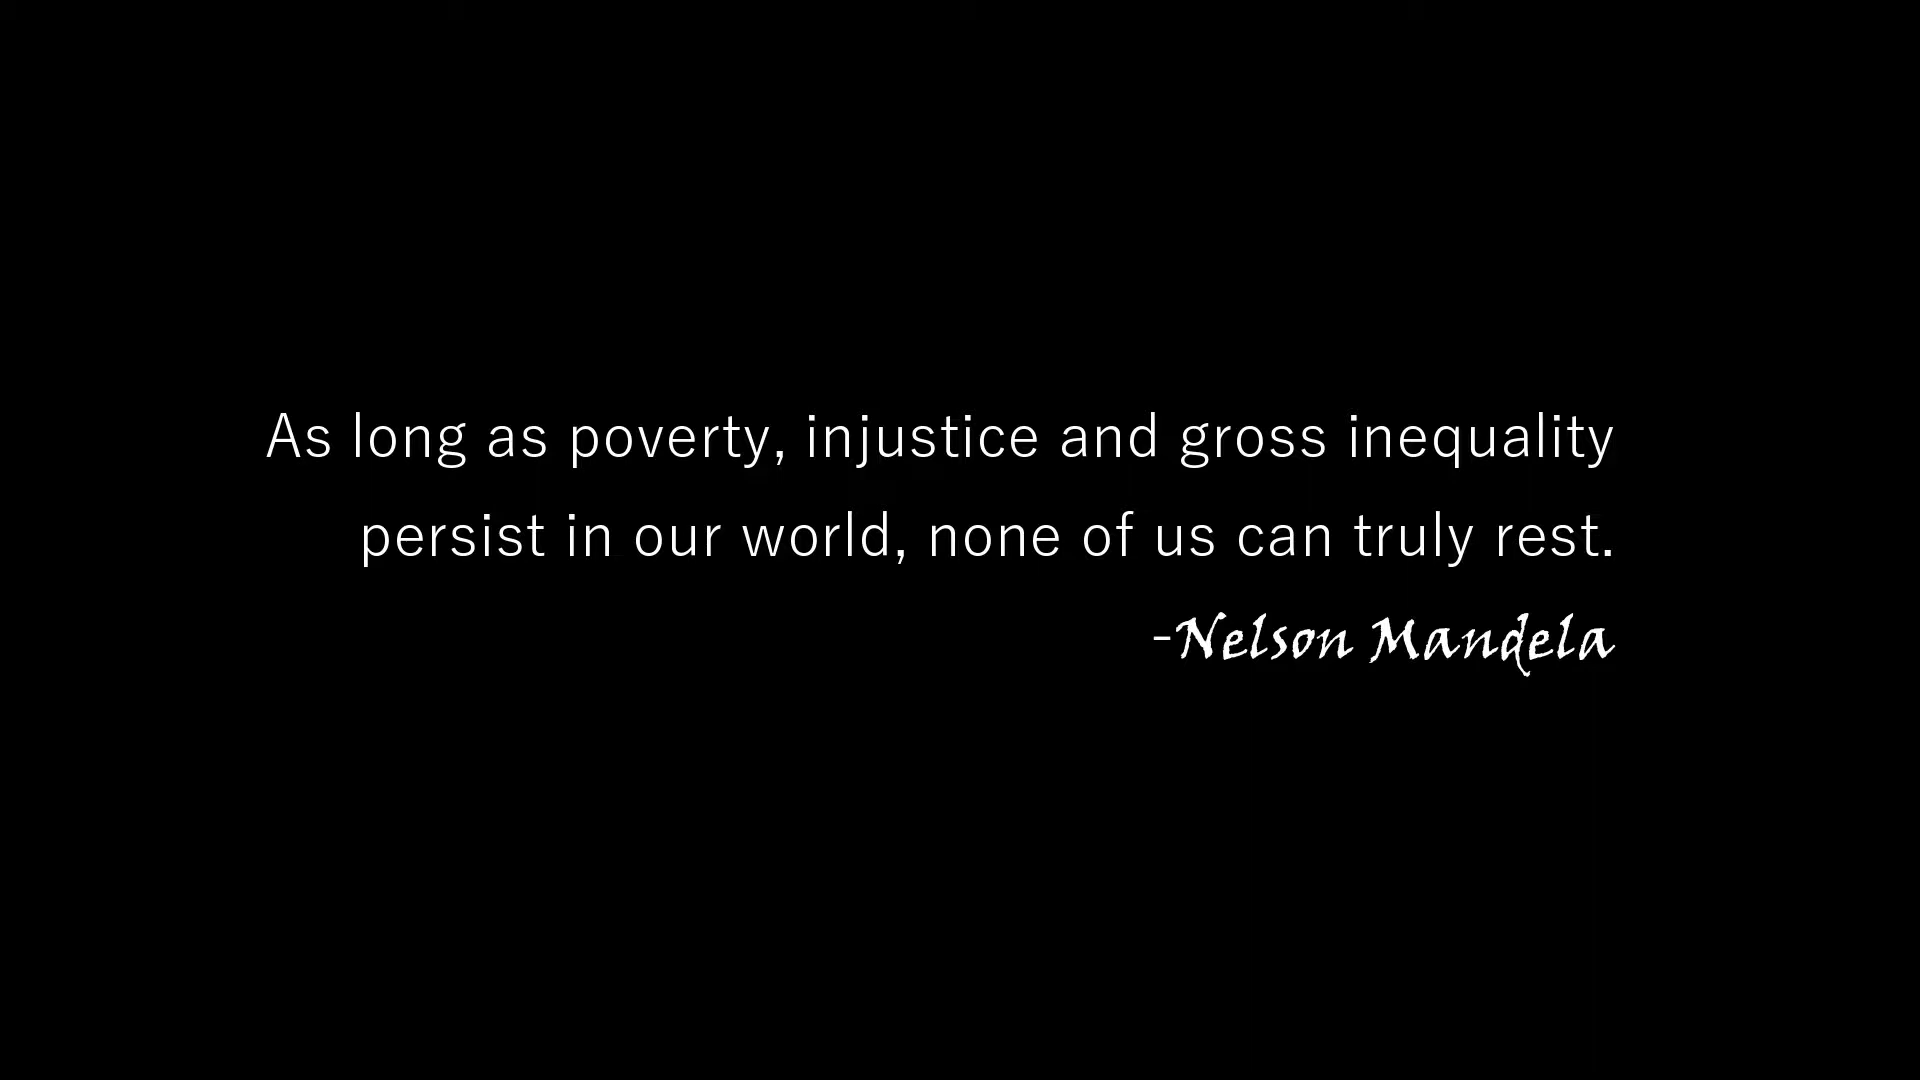 As long as poverty, injustice and gross inequality
persist in our world, none of us can truly rest.
-Nelson Mandela